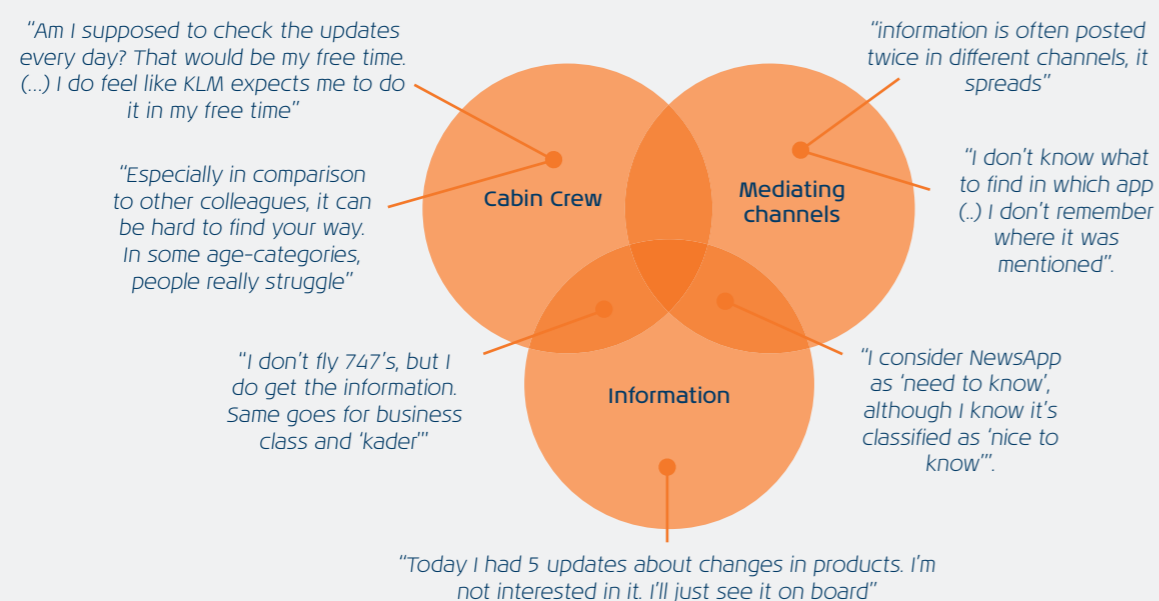 “Am I supposed to check the updates
every day? That would be my free time.
(...) I do feel like KLM expects me to do
it in my free time”
“information is often posted
twice in different channels, it
spreads”
“Especially in comparison
to other colleagues, it can
be hard to find your way.
In some age-categories,
people really struggle”
Cabin Crew
Mediating
channels
“I don’t know what
to find in which app
(..) I don’t remember
where it was
mentioned”.
“I don’t fly 747’s, but I
do get the information.
Same goes for business
class and ‘kader’”
Information
“I consider NewsApp
as ‘need to know’,
although I know it’s
classified as ‘nice to
know’”.
“Today I had 5 updates about changes in products. I’m
not interested in it. I’ll just see it on board”